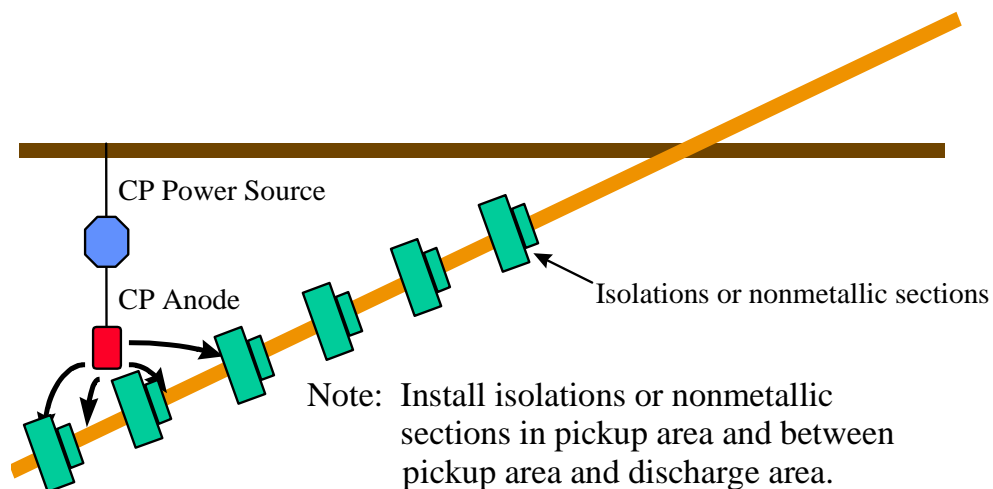 CP Power Source
CP Anode
Isolations or nonmetallic sections
Note: Install isolations or nonmetallic
sections in pickup area and between
pickup area and discharge area.